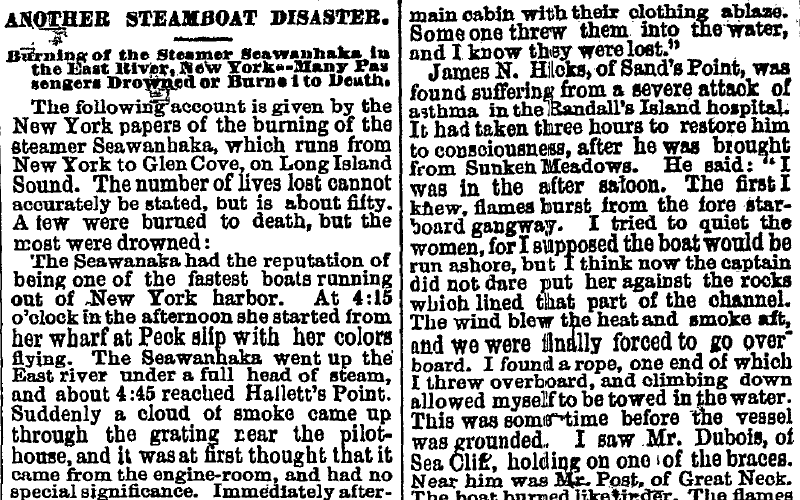 ANOTHER STEAMBOAT DISASTER.
Burning of the Steamer Seawanhaka in
the East River, New York--Many Pas
sengers Drowned or Burned to Death.
The following account is given by the
New York papers of the burning of the
steamer Seawanhaka, which runs from
New York to Glen Cove, on Long Island
Sound. The number of lives lost cannot
accurately be stated, but is about fifty.
A few were burned to death, but the
most were drowned:
The Seawanaka had the reputation of
being one of the fastest boats running
out of New York harbor. At 4:15
o'clock in the afternoon she started from
her wharf at Peck slip with her colors
flying. The Seawanhaka went up the
East river under a full head of steam,
and about 4:45 reached Hallett's Point.
Suddenly a cloud of smoke came up
through the grating near the pilot-
house, and it was at first thought that it
came from the engine-room, and had no
special significance. Immediately after-
main cabin with their clothing ablaze.
Some one threw them into the water,
and I know they were lost."
James N. Hicks, of Sand's Point, was
found suffering from a severe attack of
asthma in the Randall's Island hospital.
It had taken three hours to restore him
to consciousness, after he was brought
from Sunken Meadows. He said: "I
was in the after saloon. The first I
knew, flames burst from the fore star-
board gangway. I tried to quiet the
women, for I supposed the boat would be
run ashore, but I think now the captain
did not dare put her against the rocks
which lined that part of the channel.
The wind blew the heat and smoke aft,
and we were finally forced to go over
board. I found a rope, one end of which
I threw overboard, and climbing down
allowed myself to be towed in the water.
This was some time before the vessel
was grounded. I saw Mr. Dubois, of
Sea Cliff, holding on one of the braces.
Near him was Mr. Post, of Great Neck.
The boat burned like tinder. The flames